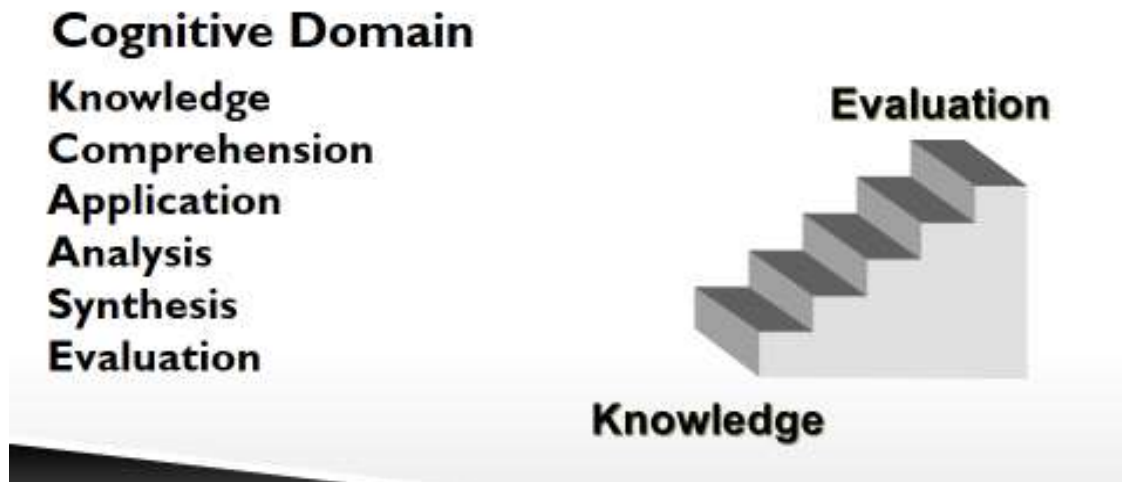 Cognitive Domain
Knowledge
Comprehension
Application
Analysis
Synthesis
Evaluation
Evaluation
Knowledge